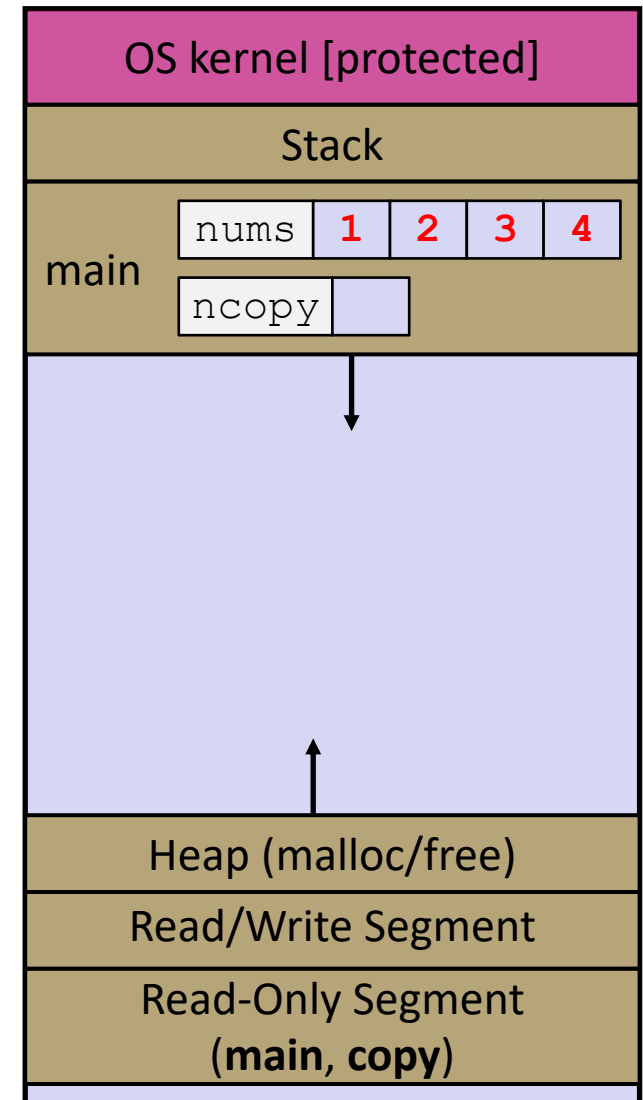 OS kernel [protected]
Stack
main
nums 1 2 3 4
ncopy
Heap (malloc/free)
Read/Write Segment
Read-Only Segment
(main, copy)